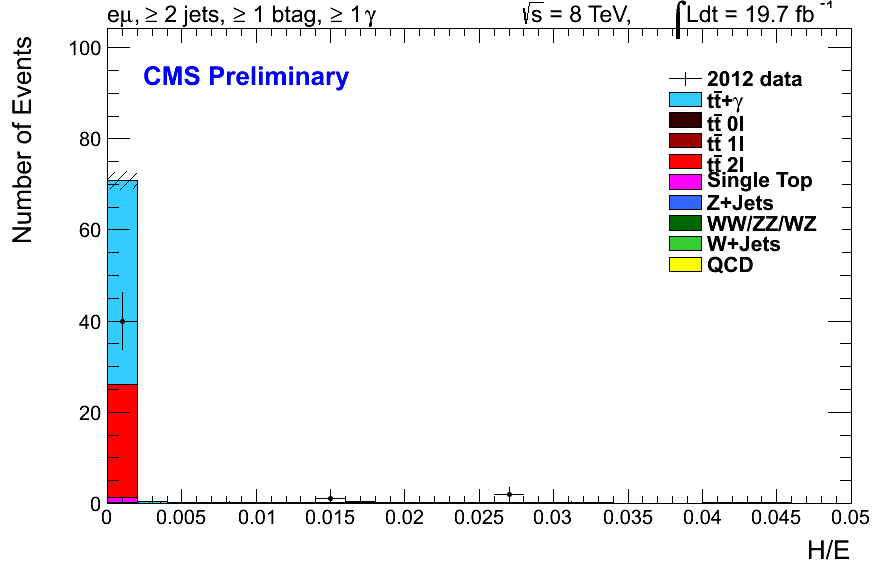 eμ, ≥ 2 jets, ≥ 1 btag, ≥ 1 γ
√s = 8 TeV, ∫Ldt = 19.7 fb⁻¹
CMS Preliminary
2012 data
tt̄+γ
tt̄ 0l
tt̄ 1l
tt̄ 2l
Single Top
Z+Jets
WW/ZZ/WZ
W+Jets
QCD
Number of Events
100
80
60
40
20
0
0 0.005 0.01 0.015 0.02 0.025 0.03 0.035 0.04 0.045 0.05
H/E